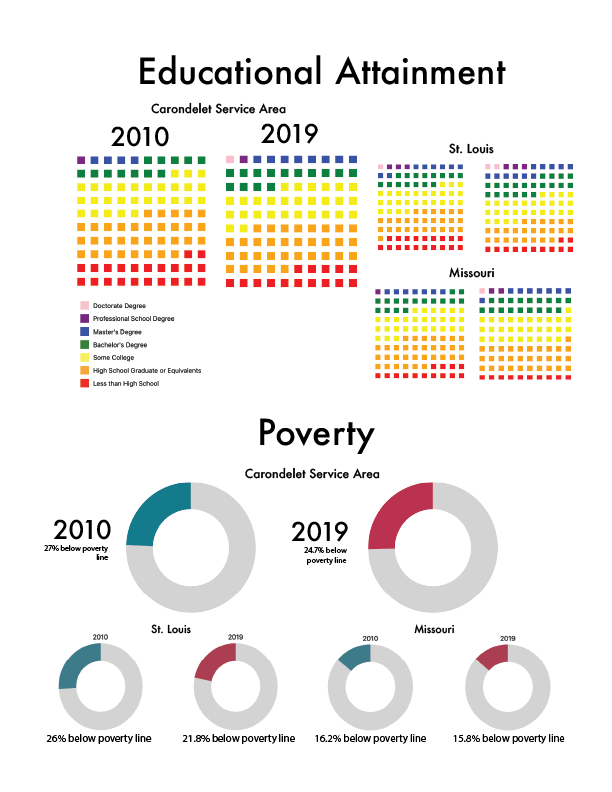 Educational Attainment
Carondelet Service Area
2010
2019
St. Louis
Missouri
Doctorate Degree
Professional School Degree
Master's Degree
Bachelor's Degree
Some College
High School Graduate or Equivalents
Less than High School
Poverty
Carondelet Service Area
2010
27% below poverty
line
2019
24.7% below
poverty line
St. Louis
Missouri
2010
2019
2010
2019
26% below poverty line
21.8% below poverty line
16.2% below poverty line
15.8% below poverty line